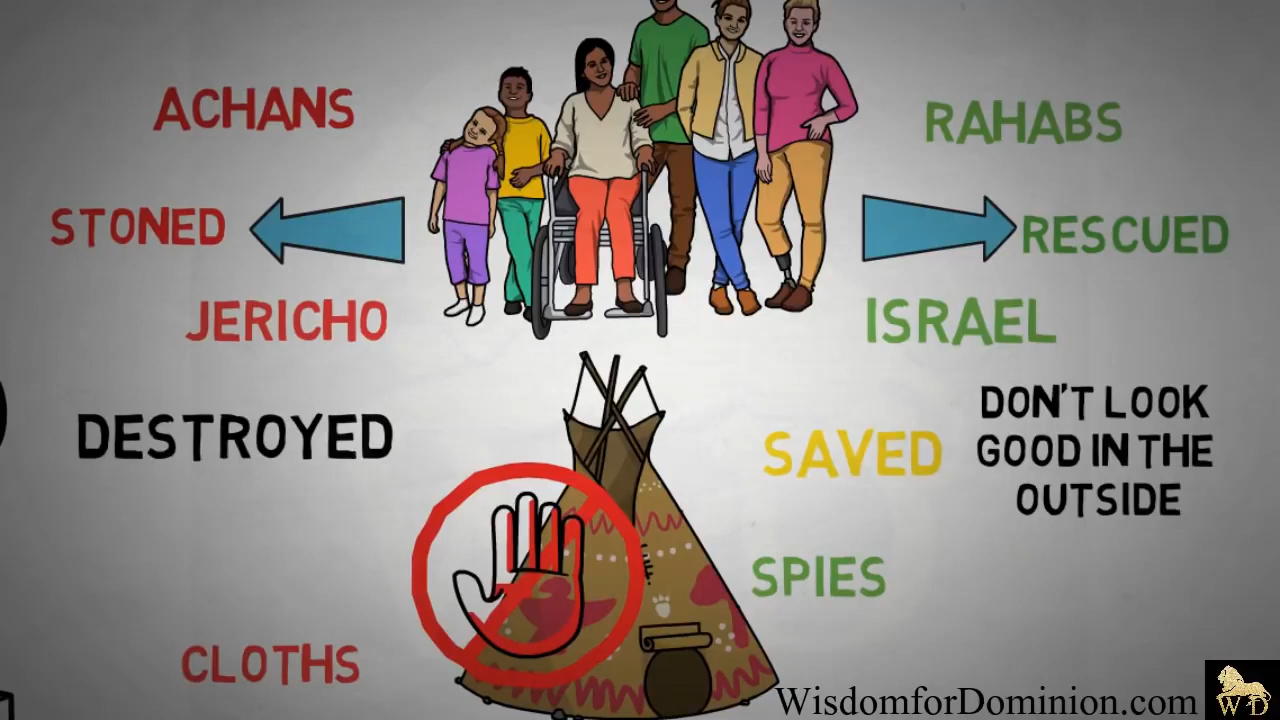 ACHANS
RAHABS
STONED
RESCUED
JERICHO
ISRAEL
DESTROYED
SAVED
DON'T LOOK
GOOD IN THE
OUTSIDE
SPIES
CLOTHS
WisdomforDominion.com
WD